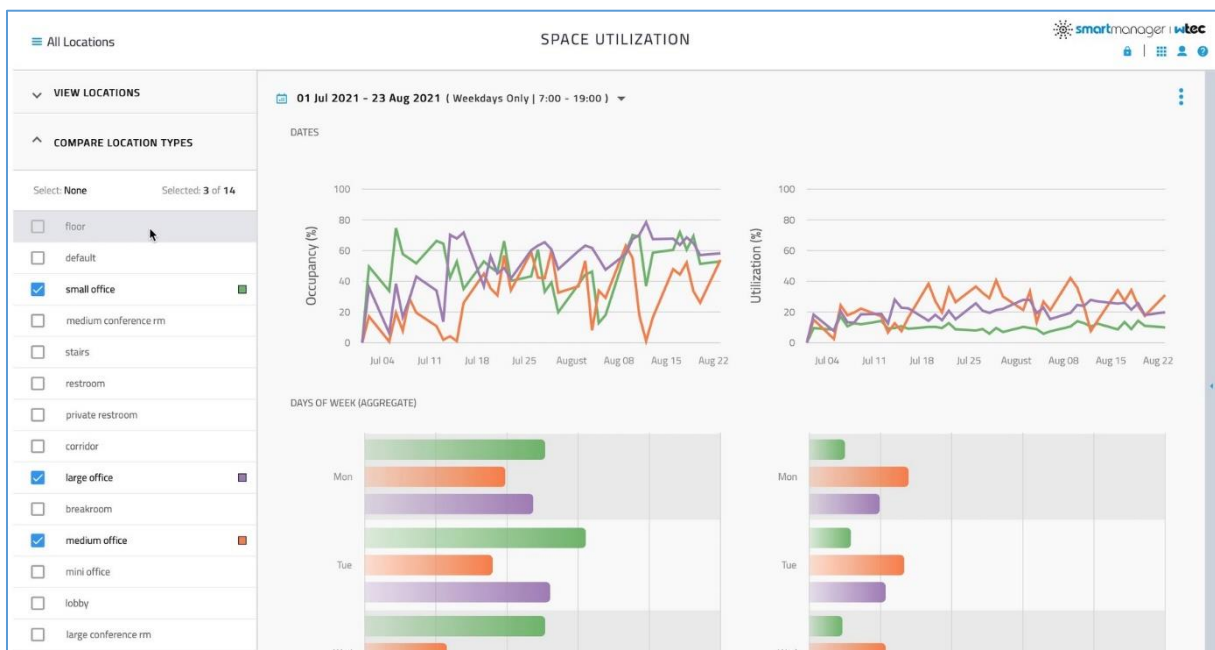 All Locations
SPACE UTILIZATION
smartmanager | wtec
VIEW LOCATIONS
COMPARE LOCATION TYPES
Select: None
Selected: 3 of 14
floor
default
small office
medium conference rm
stairs
restroom
private restroom
corridor
large office
breakroom
medium office
mini office
lobby
large conference rm
01 Jul 2021 - 23 Aug 2021 ( Weekdays Only | 7:00 - 19:00 )
DATES
Occupancy (%)
100
80
60
40
20
0
Jul 04 Jul 11 Jul 18 Jul 25 August Aug 08 Aug 15 Aug 22
Utilization (%)
100
80
60
40
20
0
Jul 04 Jul 11 Jul 18 Jul 25 August Aug 08 Aug 15 Aug 22
DAYS OF WEEK (AGGREGATE)
Mon
Tue
Mon
Tue